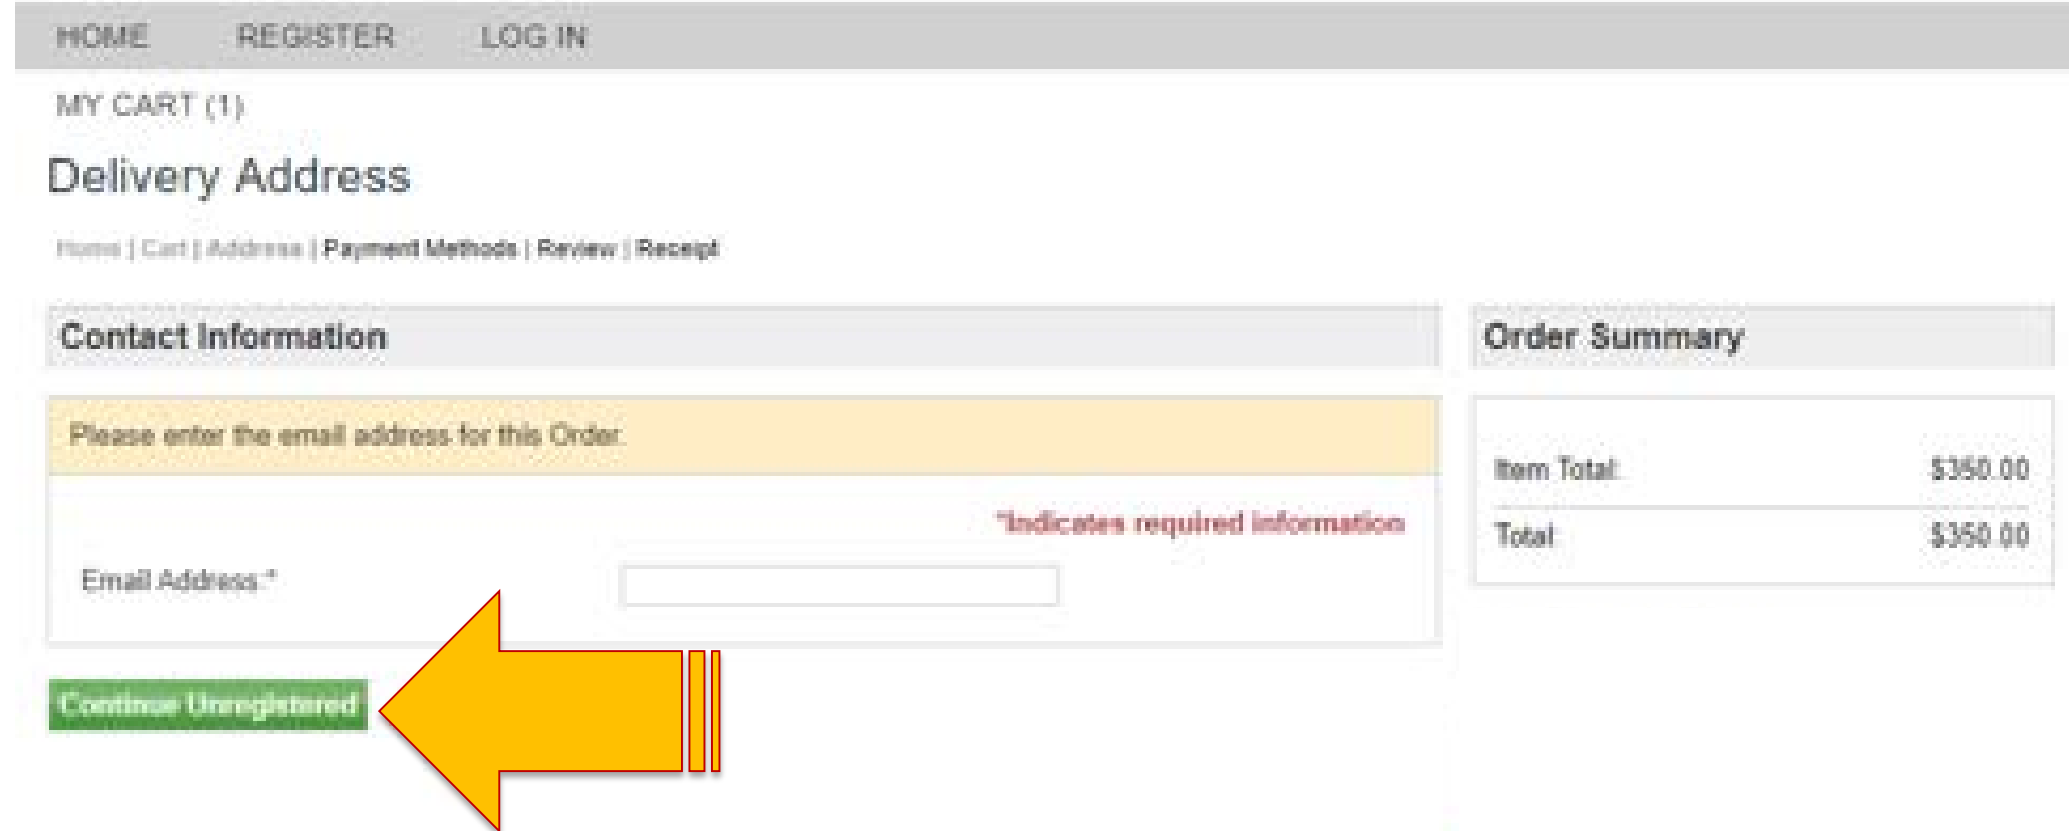 HOME REGISTER LOG IN
MY CART (1)
Delivery Address
Home | Cart | Address | Payment Methods | Review | Receipt
Contact Information
Please enter the email address for this Order.
*Indicates required information
Email Address:*
Continue Unregistered
Order Summary
Item Total: $350.00
Total: $350.00